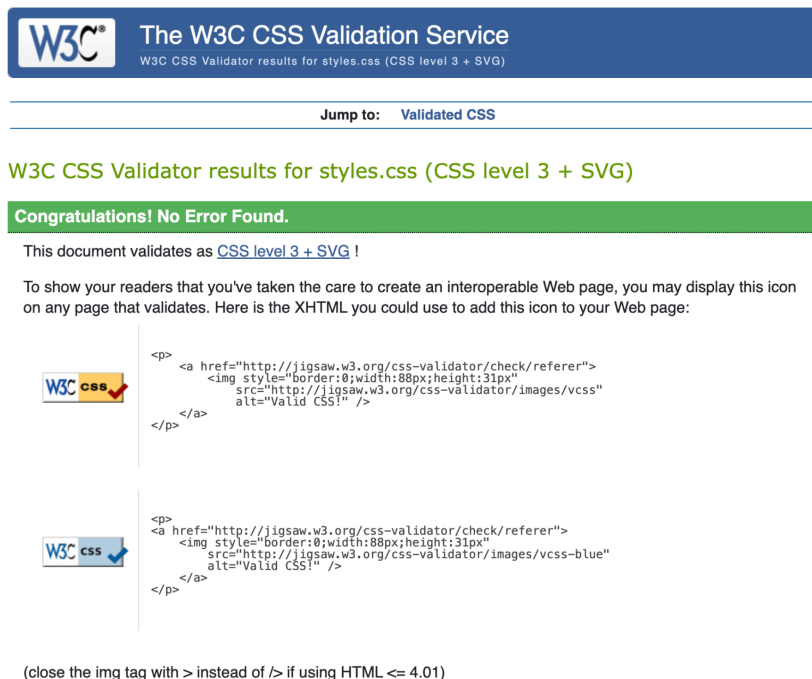 W3C® The W3C CSS Validation Service
W3C CSS Validator results for styles.css (CSS level 3 + SVG)
Jump to: Validated CSS
W3C CSS Validator results for styles.css (CSS level 3 + SVG)
Congratulations! No Error Found.
This document validates as CSS level 3 + SVG !
To show your readers that you've taken the care to create an interoperable Web page, you may display this icon
on any page that validates. Here is the XHTML you could use to add this icon to your Web page:
W3C css
<p>
    <a href="http://jigsaw.w3.org/css-validator/check/referer">
        <img style="border:0;width:88px;height:31px"
            src="http://jigsaw.w3.org/css-validator/images/vcss"
            alt="Valid CSS!" />
    </a>
</p>
W3C css
<p>
<a href="http://jigsaw.w3.org/css-validator/check/referer">
    <img style="border:0;width:88px;height:31px"
        src="http://jigsaw.w3.org/css-validator/images/vcss-blue"
        alt="Valid CSS!" />
    </a>
</p>
(close the img tag with > instead of /> if using HTML <= 4.01)